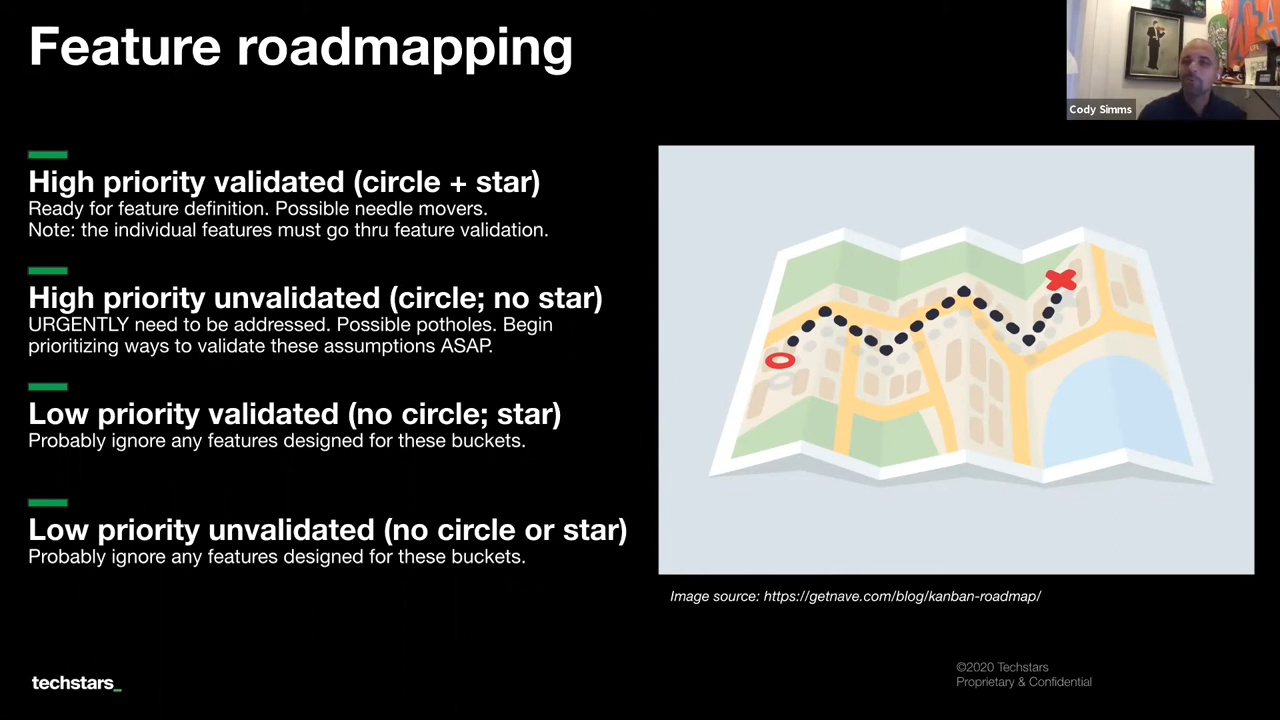 Feature roadmapping
Cody Simms
High priority validated (circle + star)
Ready for feature definition. Possible needle movers.
Note: the individual features must go thru feature validation.
High priority unvalidated (circle; no star)
URGENTLY need to be addressed. Possible potholes. Begin
prioritizing ways to validate these assumptions ASAP.
Low priority validated (no circle; star)
Probably ignore any features designed for these buckets.
Low priority unvalidated (no circle or star)
Probably ignore any features designed for these buckets.
Image source: https://getnave.com/blog/kanban-roadmap/
techstars_
©2020 Techstars
Proprietary & Confidential